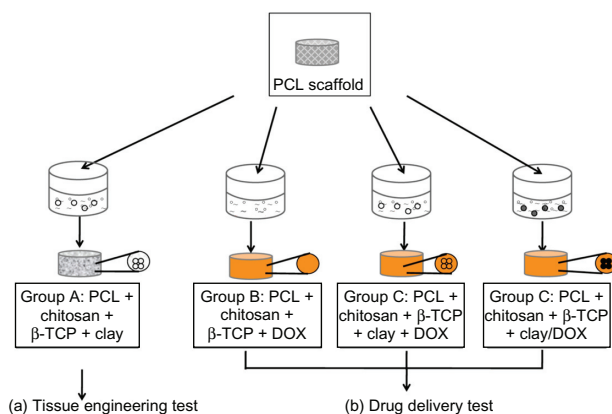 PCL scaffold
Group A: PCL +
chitosan +
β-TCP + clay
Group B: PCL +
chitosan +
β-TCP + DOX
Group C: PCL +
chitosan + β-TCP
+ clay + DOX
Group C: PCL +
chitosan + β-TCP
+ clay/DOX
(a) Tissue engineering test
(b) Drug delivery test